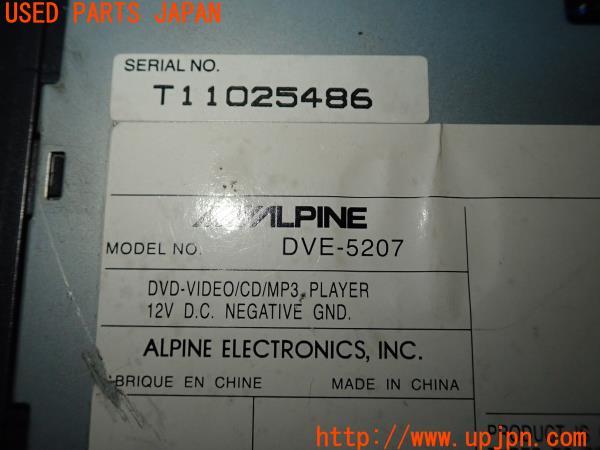 USED PARTS JAPAN
SERIAL NO.
T11025486
ALPINE
MODEL NO. DVE-5207
DVD-VIDEO/CD/MP3 PLAYER
12V D.C. NEGATIVE GND.
ALPINE ELECTRONICS, INC.
BRIQUE EN CHINE MADE IN CHINA
PRODUCT IS
http://www.upjpn.com/